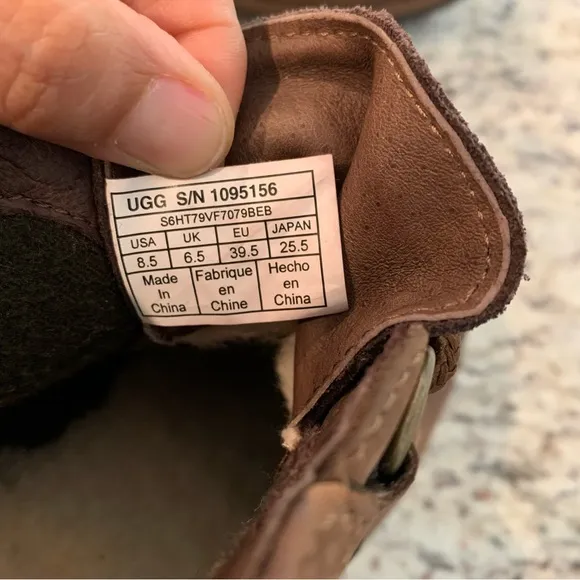 UGG S/N 1095156
S6HT79VF7079BEB
USA UK EU JAPAN
8.5 6.5 39.5 25.5
Made Fabrique Hecho
In en en
China Chine China